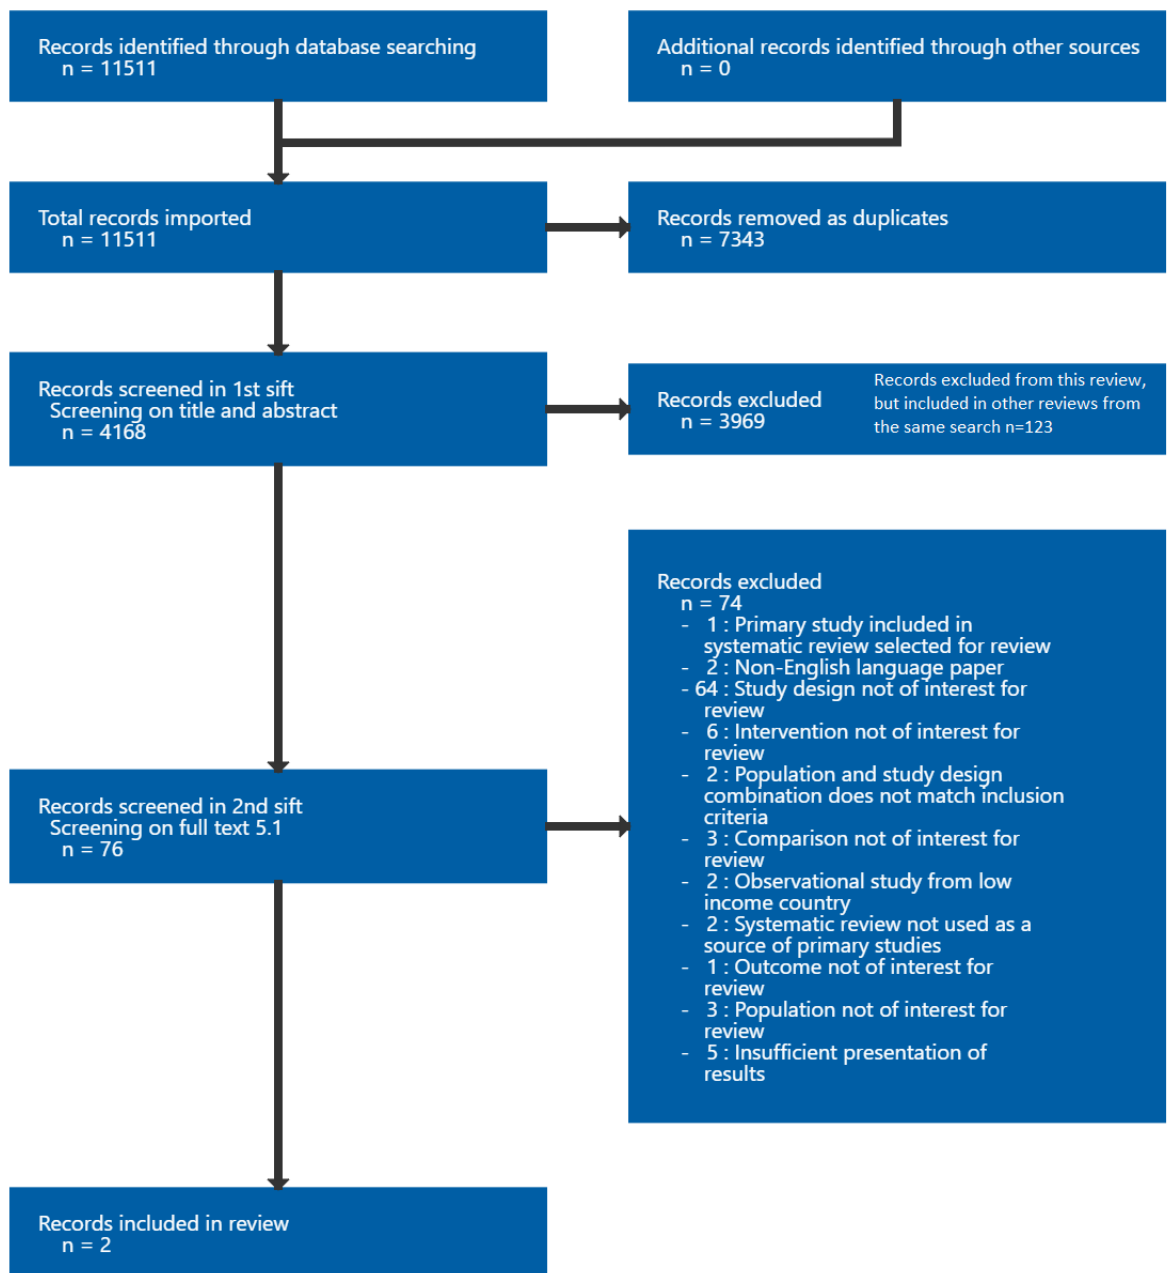 Records identified through database searching
n = 11511
Additional records identified through other sources
n = 0
Total records imported
n = 11511
Records removed as duplicates
n = 7343
Records screened in 1st sift
Screening on title and abstract
n = 4168
Records excluded
n = 3969
Records excluded from this review,
but included in other reviews from
the same search n=123
Records screened in 2nd sift
Screening on full text 5.1
n = 76
Records excluded
n = 74
- 1 : Primary study included in
systematic review selected for review
- 2 : Non-English language paper
- 64 : Study design not of interest for
review
- 6 : Intervention not of interest for
review
- 2 : Population and study design
combination does not match inclusion
criteria
- 3 : Comparison not of interest for
review
- 2 : Observational study from low
income country
- 2 : Systematic review not used as a
source of primary studies
- 1 : Outcome not of interest for
review
- 3 : Population not of interest for
review
- 5 : Insufficient presentation of
results
Records included in review
n = 2